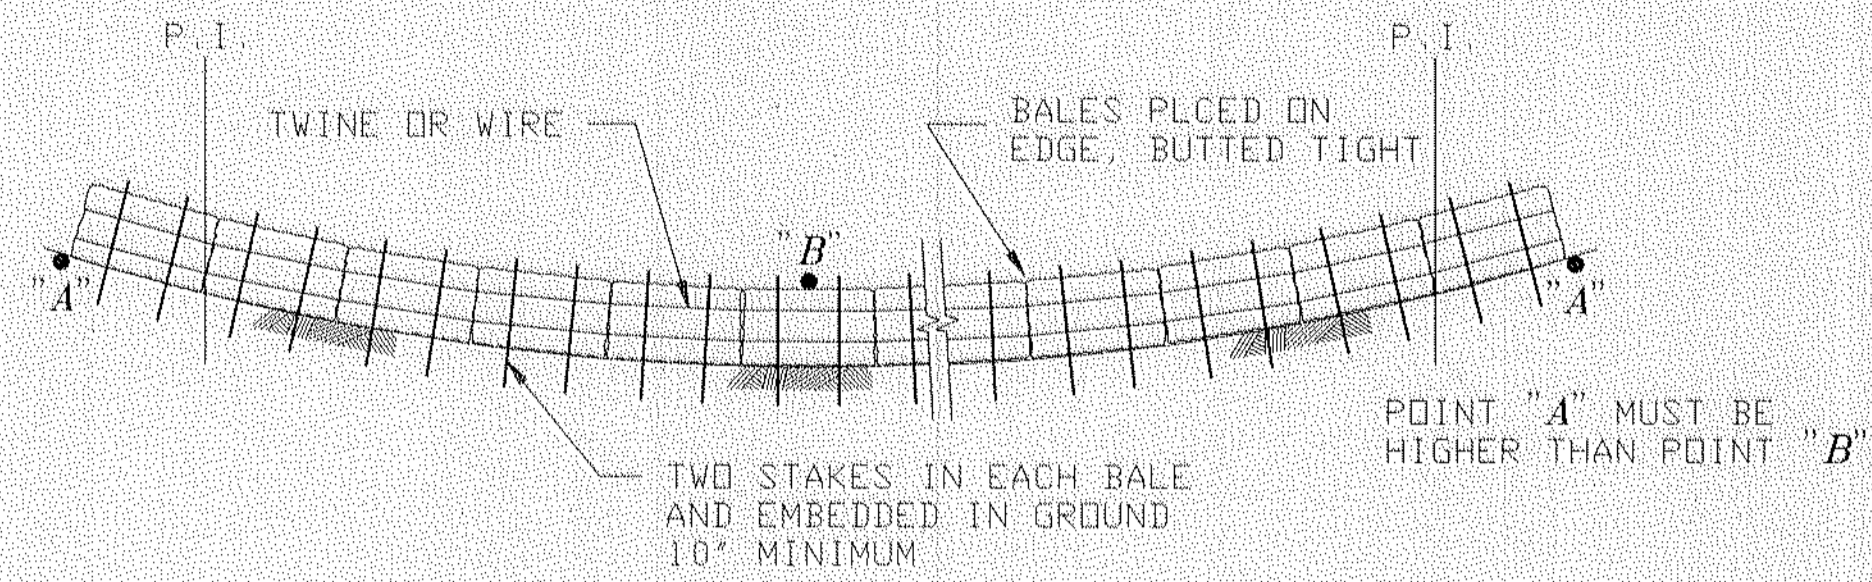 P.I.
P.I.
TWINE OR WIRE
BALES PLCED ON
EDGE, BUTTED TIGHT
"B"
"A"
"A"
POINT "A" MUST BE
HIGHER THAN POINT "B"
TWO STAKES IN EACH BALE
AND EMBEDDED IN GROUND
10" MINIMUM